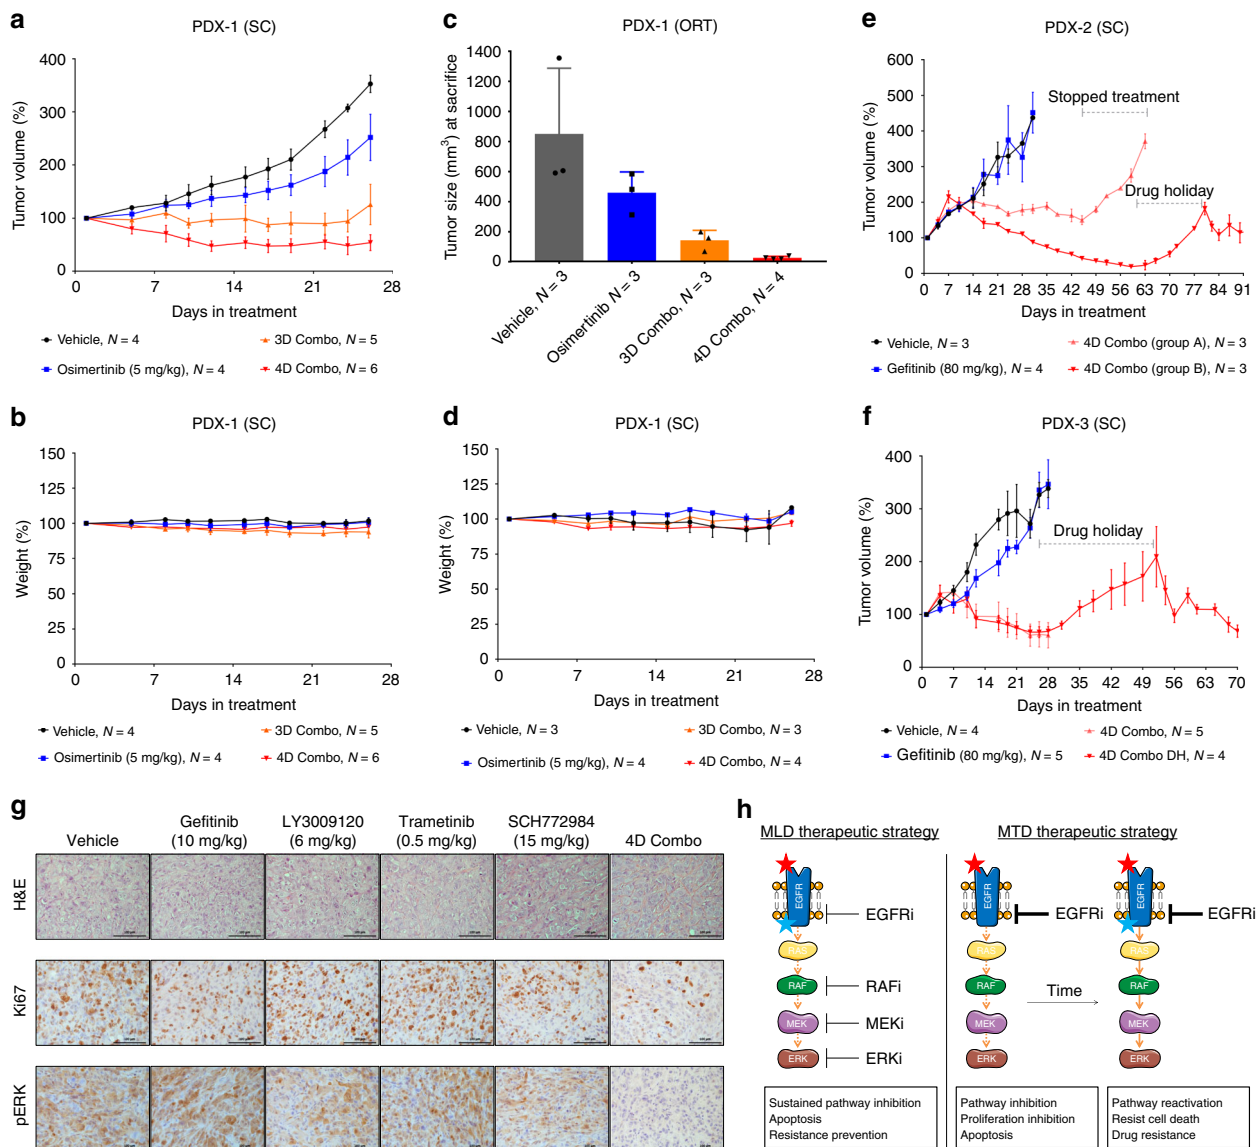 a
PDX-1 (SC)
Tumor volume (%)
400
300
200
100
0
0
7
14
21
28
Days in treatment
Vehicle, N = 4
3D Combo, N = 5
Osimertinib (5 mg/kg), N = 4
4D Combo, N = 6
c
PDX-1 (ORT)
Tumor size (mm3) at sacrifice
1400
1200
1000
800
600
400
200
0
Vehicle, N = 3
Osimertinib N = 3
3D Combo, N = 3
4D Combo, N = 4
e
PDX-2 (SC)
Tumor volume (%)
600
500
400
300
200
100
0
Stopped treatment
Drug holiday
0 7 14 21 28 35 42 49 56 63 70 77 84 91
Days in treatment
Vehicle, N = 3
4D Combo (group A), N = 3
Gefitinib (80 mg/kg), N = 4
4D Combo (group B), N = 3
b
PDX-1 (SC)
Weight (%)
150
125
100
75
50
25
0
0
7
14
21
28
Days in treatment
Vehicle, N = 4
3D Combo, N = 5
Osimertinib (5 mg/kg), N = 4
4D Combo, N = 6
d
PDX-1 (SC)
Weight (%)
150
125
100
75
50
25
0
0
7
14
21
28
Days in treatment
Vehicle, N = 3
3D Combo, N = 3
Osimertinib (5 mg/kg), N = 4
4D Combo, N = 4
f
PDX-3 (SC)
Tumor volume (%)
400
300
200
100
0
Drug holiday
0 7 14 21 28 35 42 49 56 63 70
Days in treatment
Vehicle, N = 4
4D Combo, N = 5
Gefitinib (80 mg/kg), N = 5
4D Combo DH, N = 4
g
Vehicle
Gefitinib
(10 mg/kg)
LY3009120
(6 mg/kg)
Trametinib
(0.5 mg/kg)
SCH772984
(15 mg/kg)
4D Combo
H&E
Ki67
pERK
h
MLD therapeutic strategy
MTD therapeutic strategy
EGFR
EGFRi
RAS
RAF
RAFi
MEK
MEKi
ERK
ERKi
EGFR
EGFRi
RAS
RAF
MEK
ERK
Time
EGFR
EGFRi
RAS
RAF
MEK
ERK
Sustained pathway inhibition
Apoptosis
Resistance prevention
Pathway inhibition
Proliferation inhibition
Apoptosis
Pathway reactivation
Resist cell death
Drug resistance